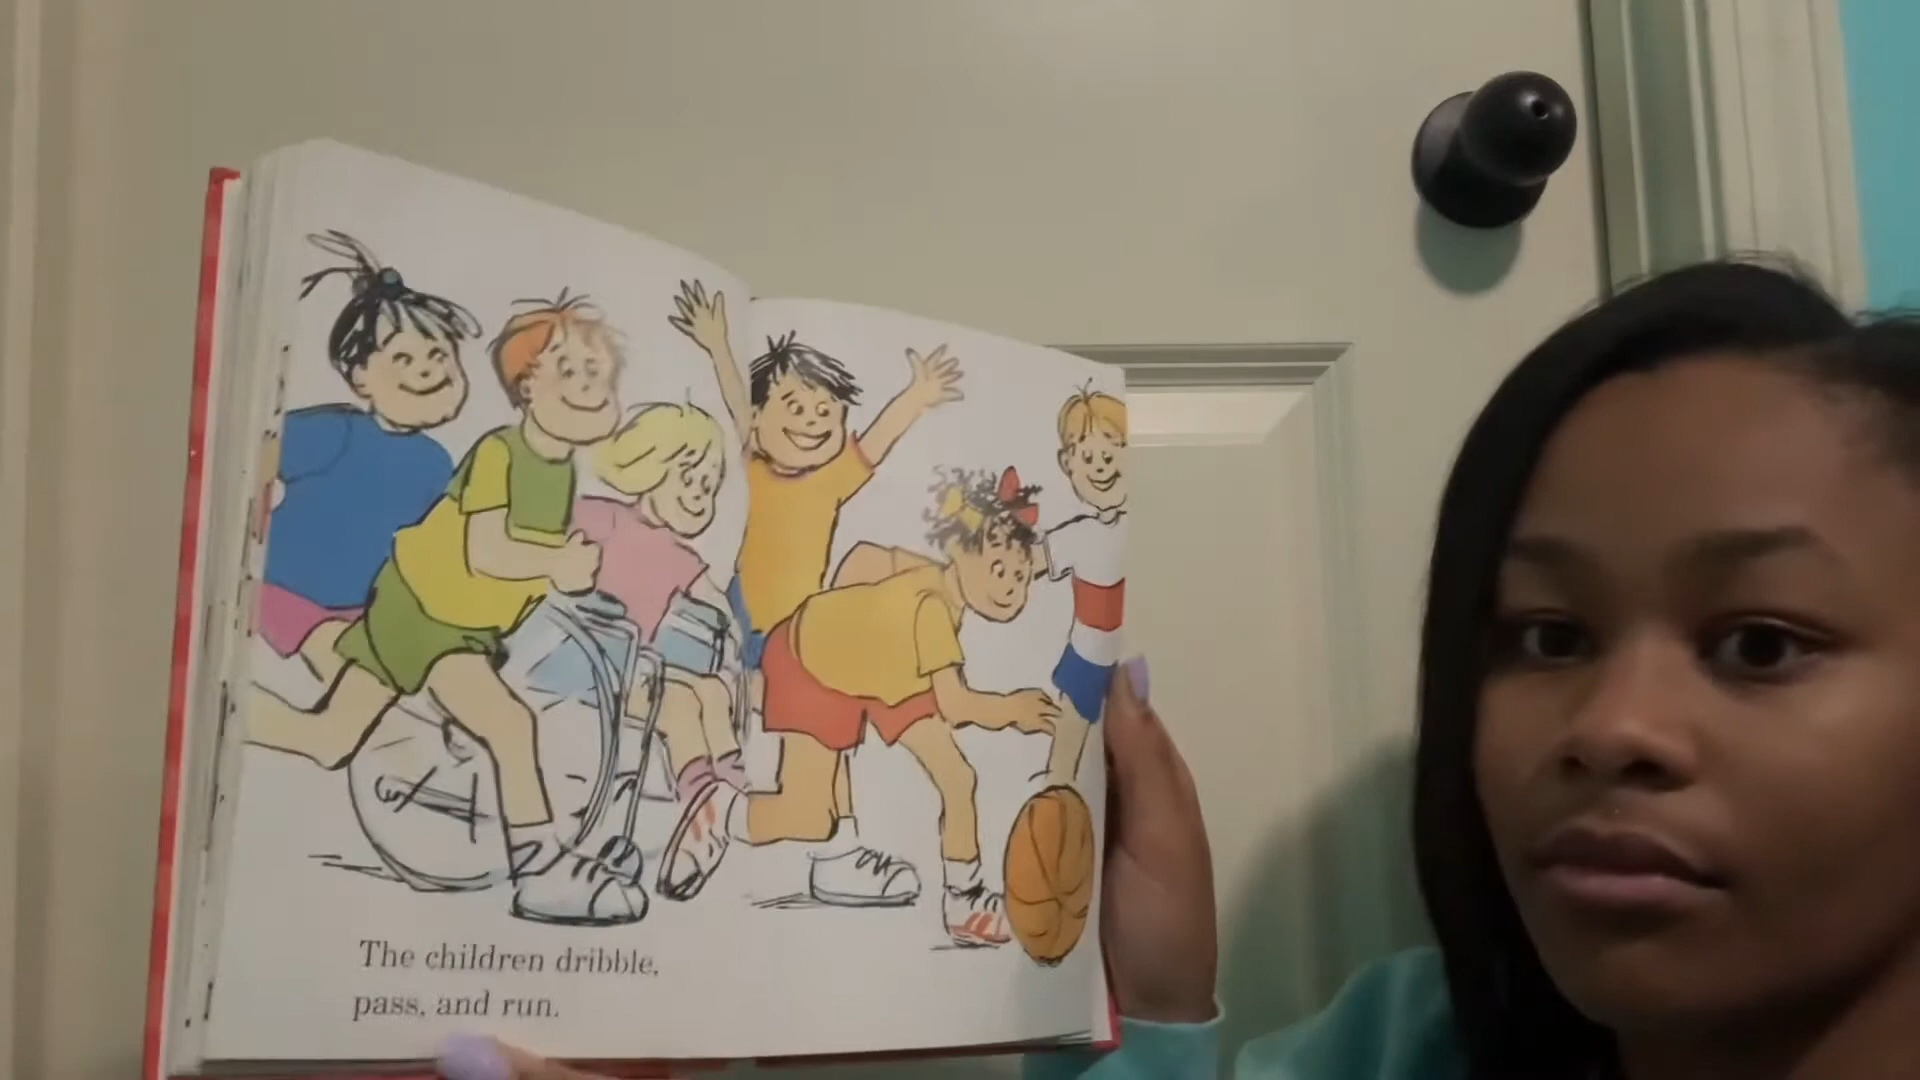 The children dribble,
pass, and run.